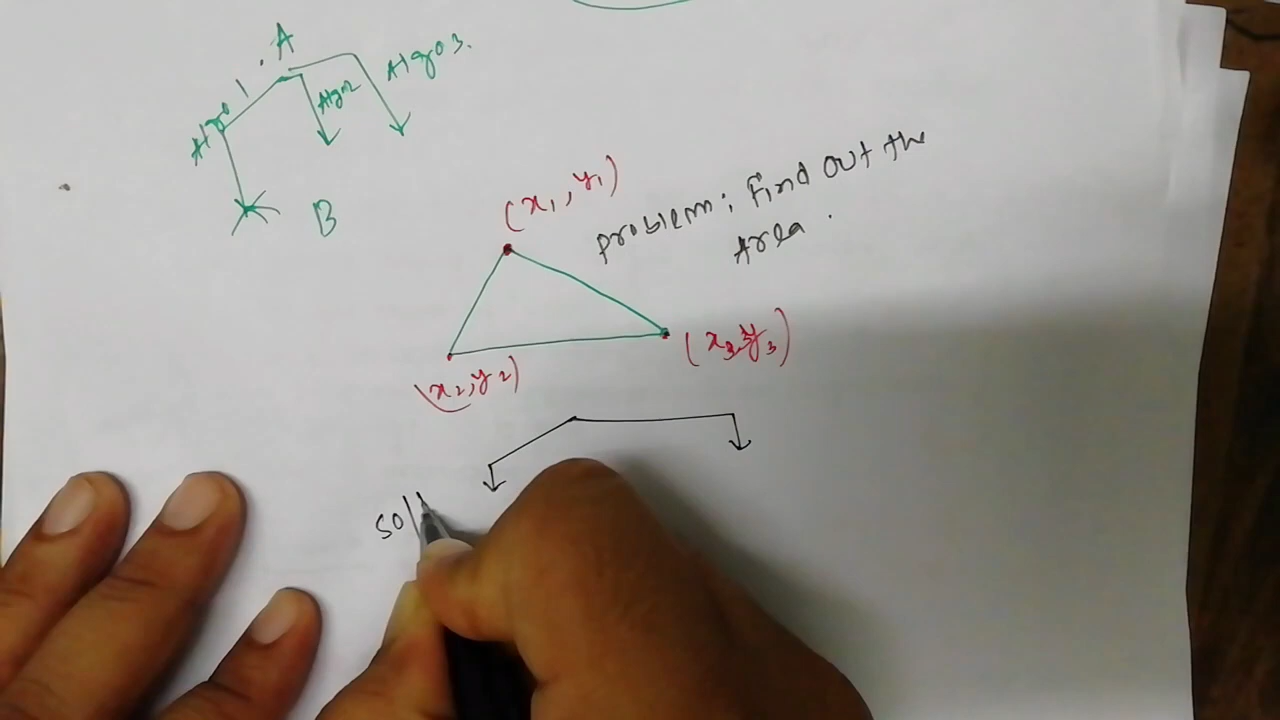 A
Algo 1
Algo 2
Algo 3.
B
(x1, y1)
Problem: Find out the
Area.
(x3, y3)
(x2, y2)
Sol